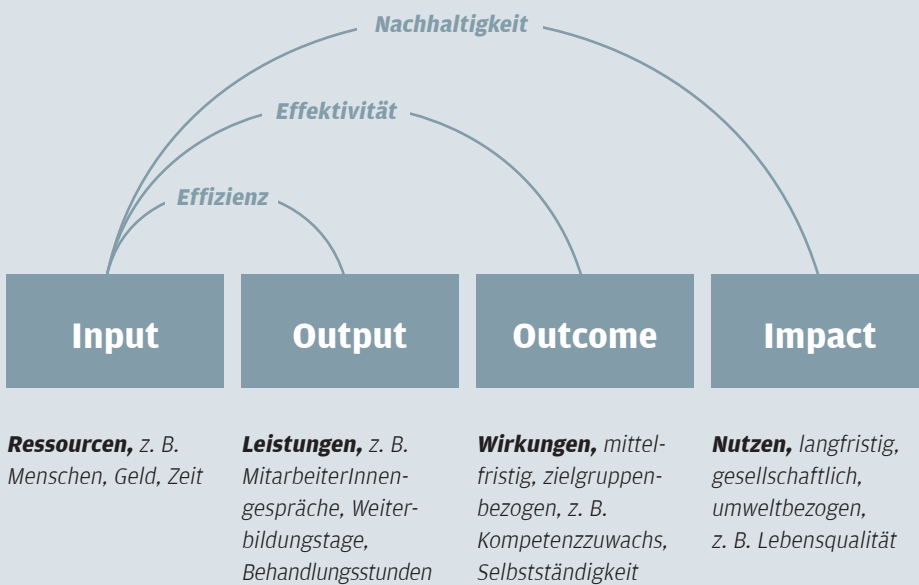 Nachhaltigkeit
Effektivität
Effizienz
Input
Output
Outcome
Impact
Ressourcen, z. B.
Menschen, Geld, Zeit
Leistungen, z. B.
MitarbeiterInnen-
gespräche, Weiter-
bildungstage,
Behandlungsstunden
Wirkungen, mittel-
fristig, zielgruppen-
bezogen, z. B.
Kompetenzzuwachs,
Selbstständigkeit
Nutzen, langfristig,
gesellschaftlich,
umweltbezogen,
z. B. Lebensqualität